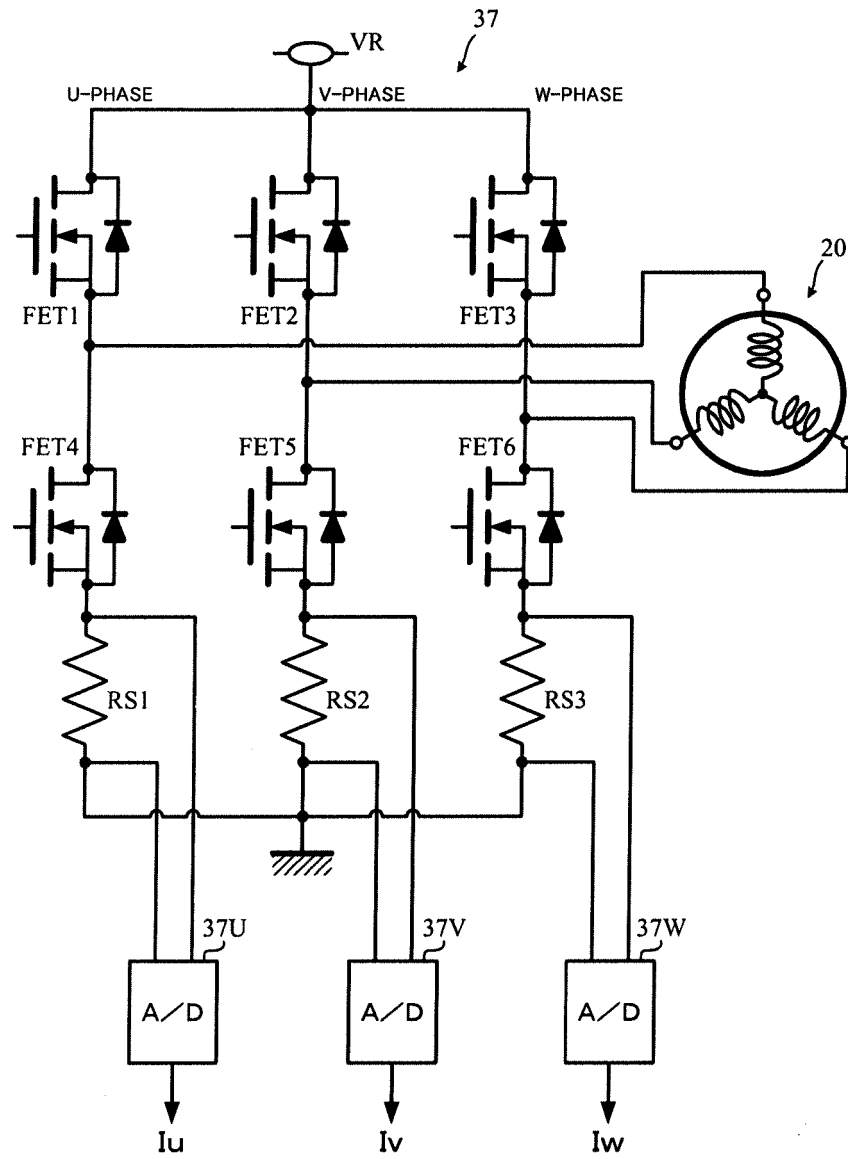 37
VR
U-PHASE
V-PHASE
W-PHASE
20
FET1
FET2
FET3
FET4
FET5
FET6
RS1
RS2
RS3
37U
37V
37W
A/D
A/D
A/D
Iu
Iv
Iw